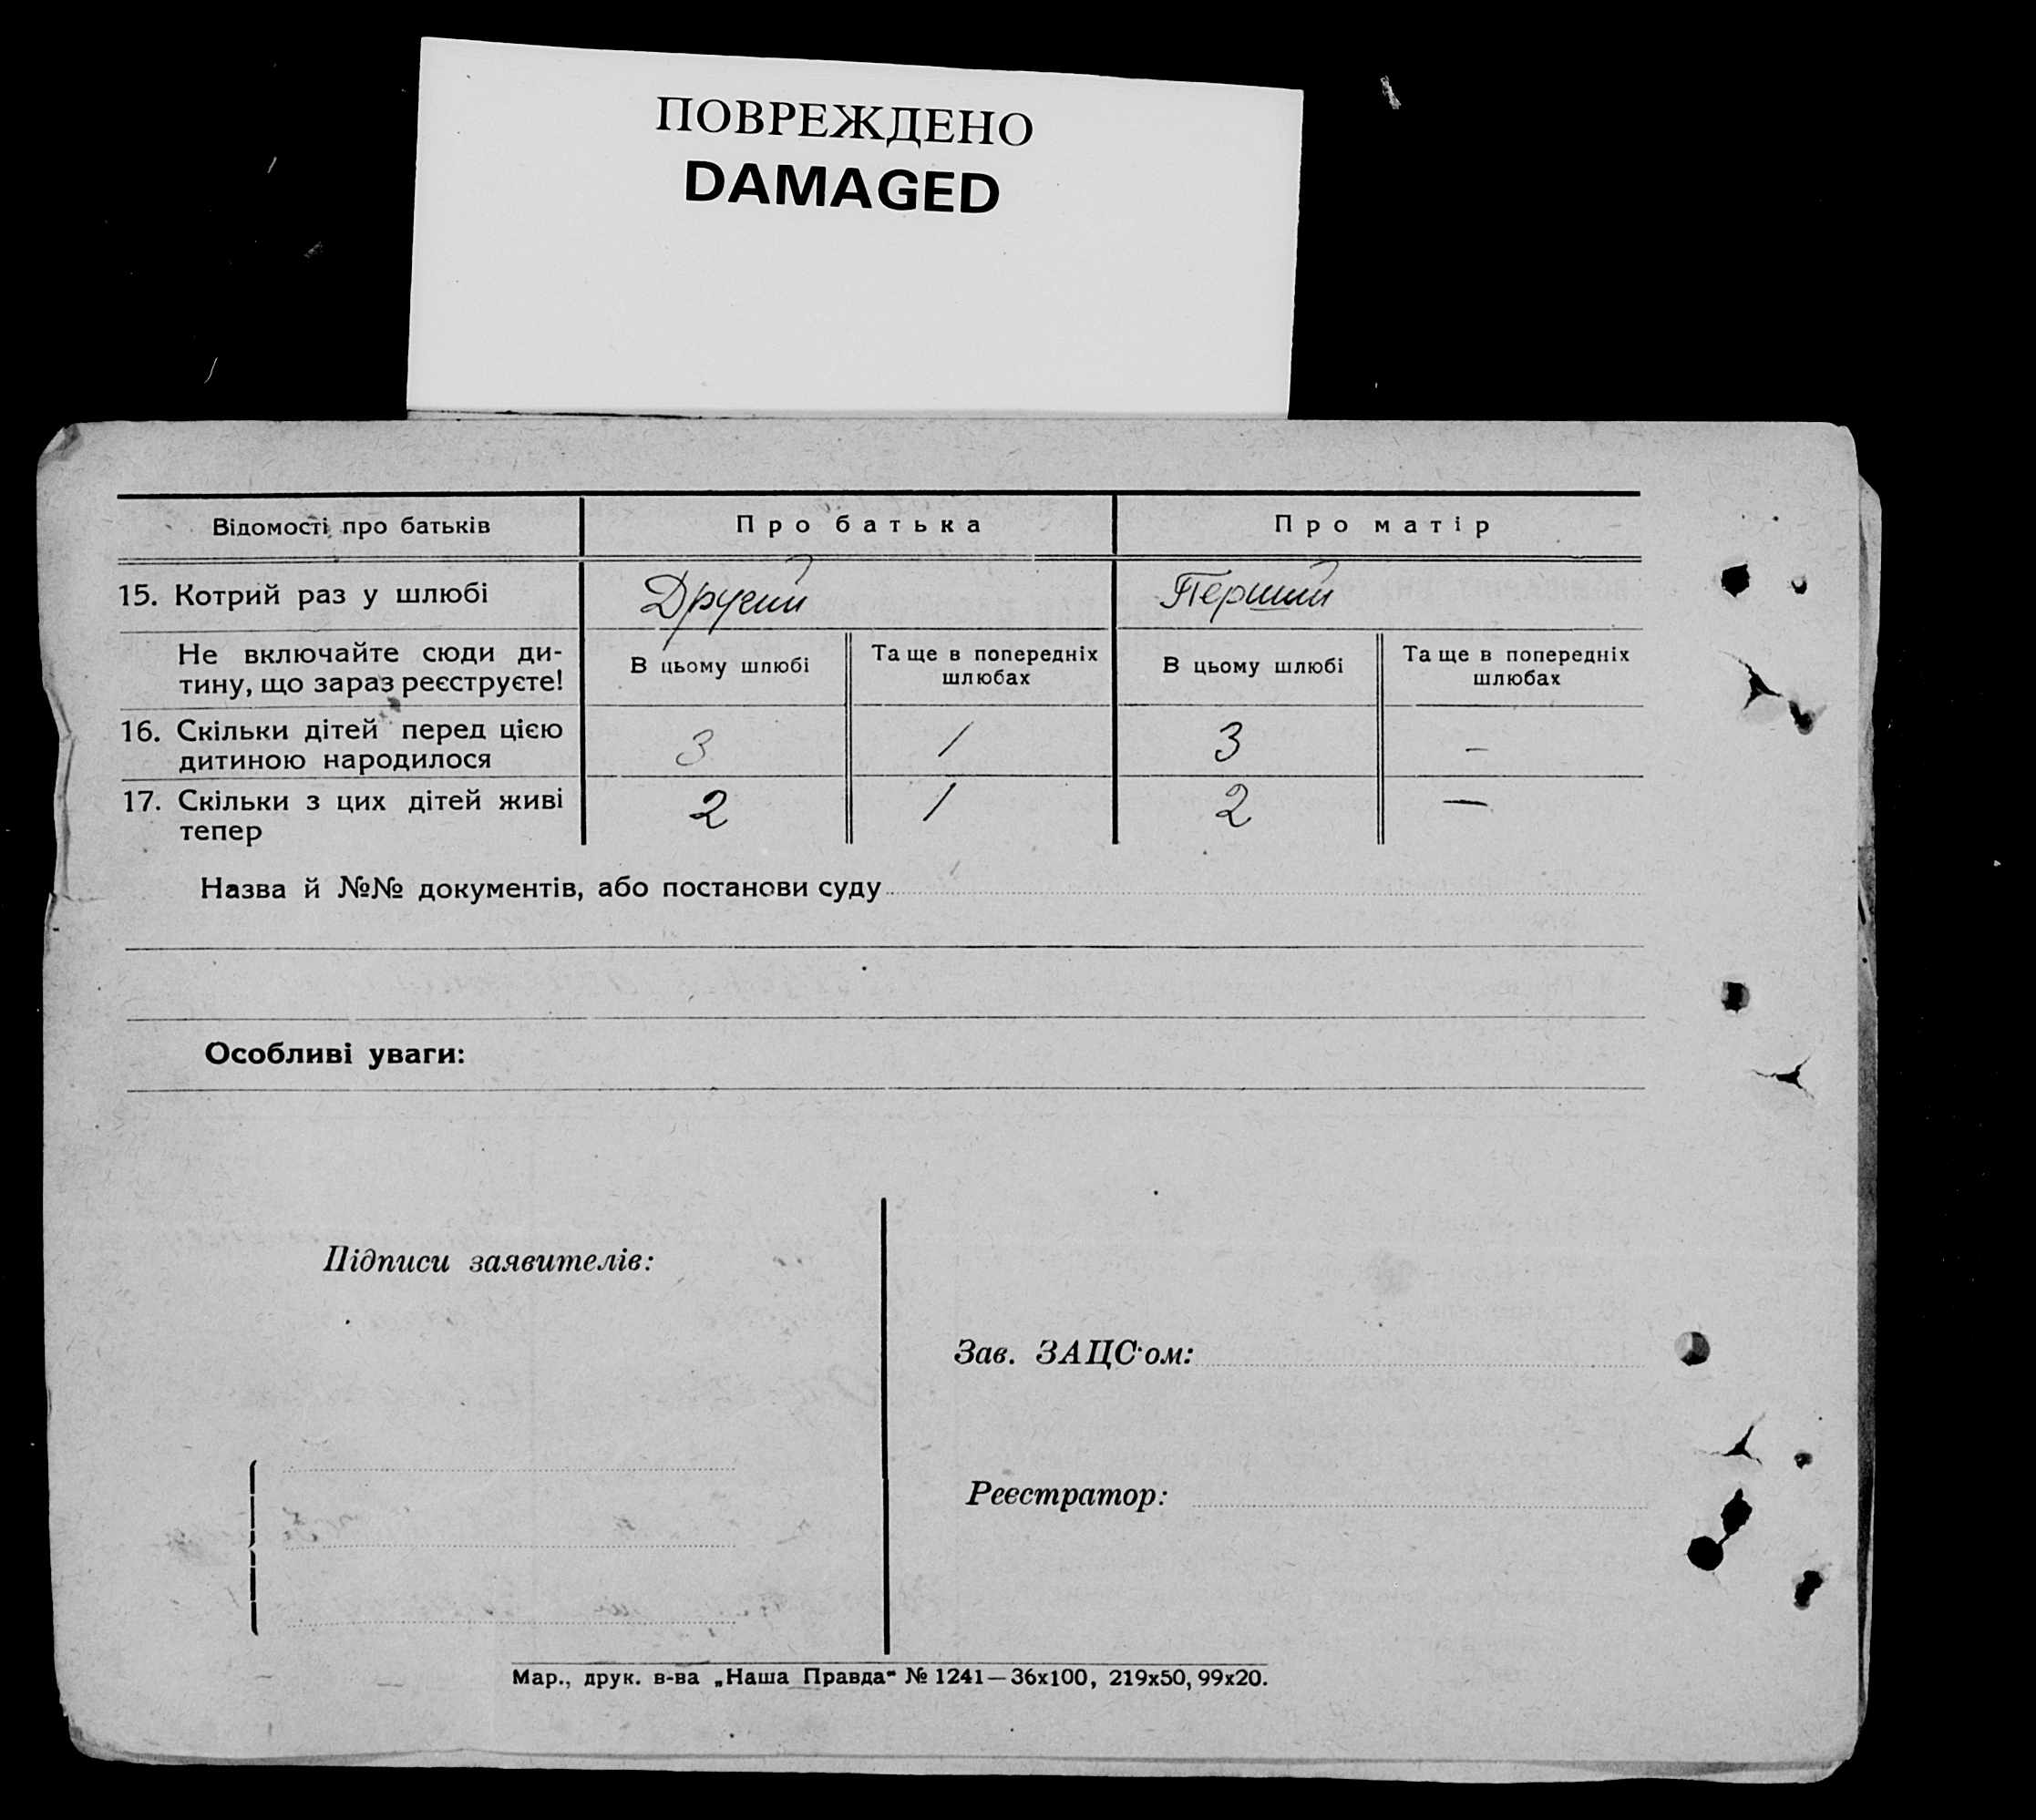 ПОВРЕЖДЕНО
DAMAGED
Відомості про батьків Про батька Про матір
15. Котрий раз у шлюбі Другий Перший
Не включайте сюди ди-
тину, що зараз реєструєте!
В цьому шлюбі
Та ще в попередніх
шлюбах
В цьому шлюбі
Та ще в попередніх
шлюбах
16. Скільки дітей перед цією
дитиною народилося
3 1 3 –
17. Скільки з цих дітей живі
тепер
2 1 2 —
Назва й №№ документів, або постанови суду
Особливі уваги:
Підписи заявителів:
Зав. ЗАЦС'ом:
Реєстратор:
Мар., друк. в-ва „Наша Правда“ № 1241—36х100, 219х50, 99х20.